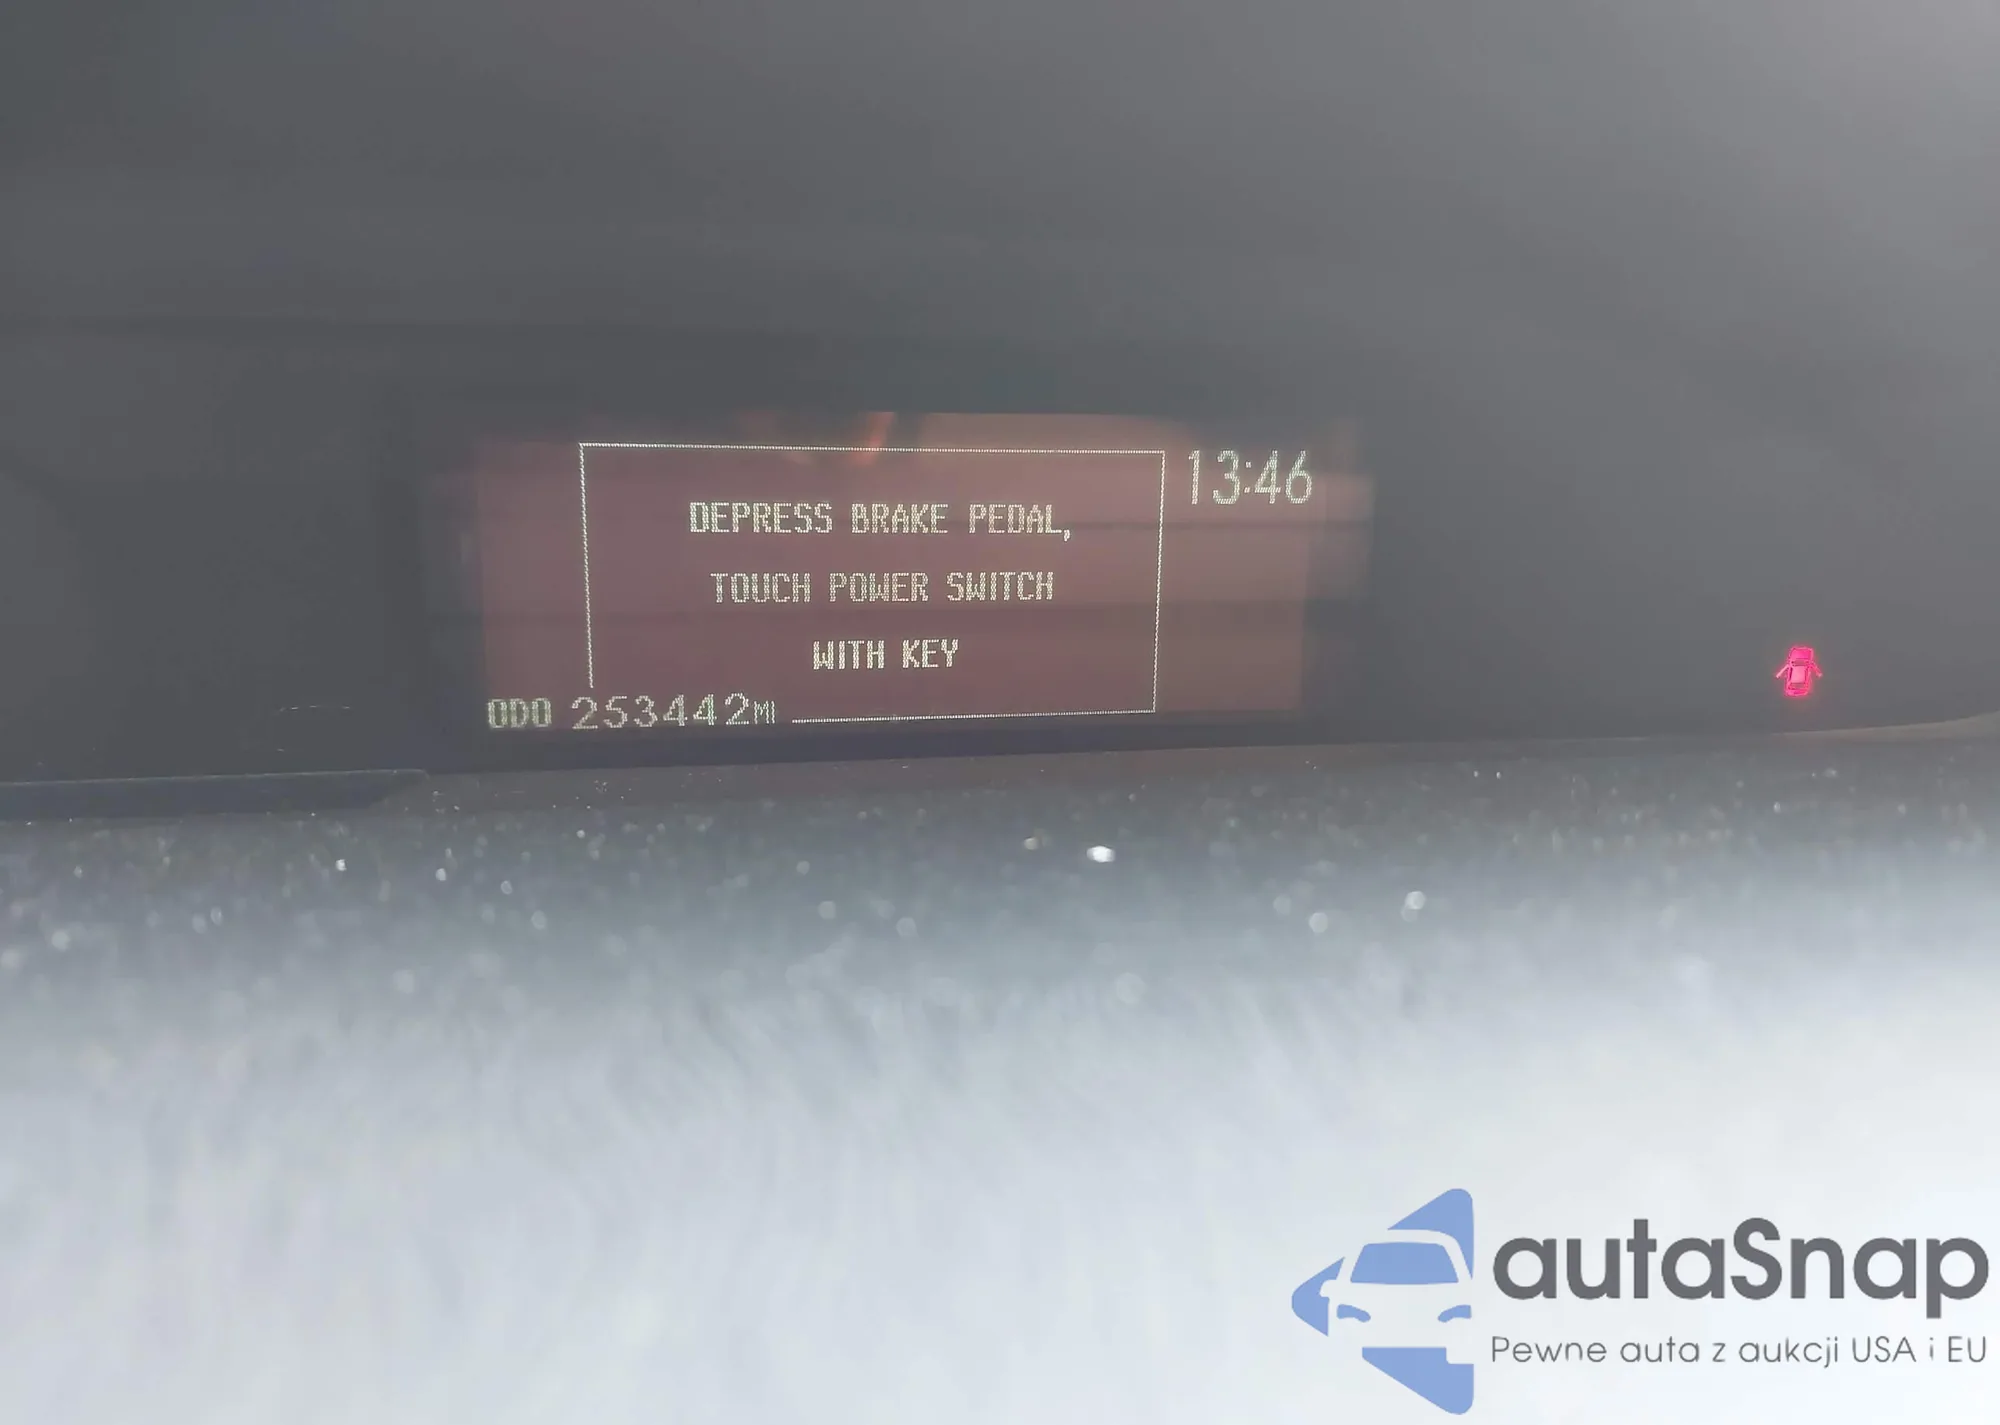 13:46
DEPRESS BRAKE PEDAL,
TOUCH POWER SWITCH
WITH KEY
ODO 253442MI
autaSnap
Pewne auta z aukcji USA i EU